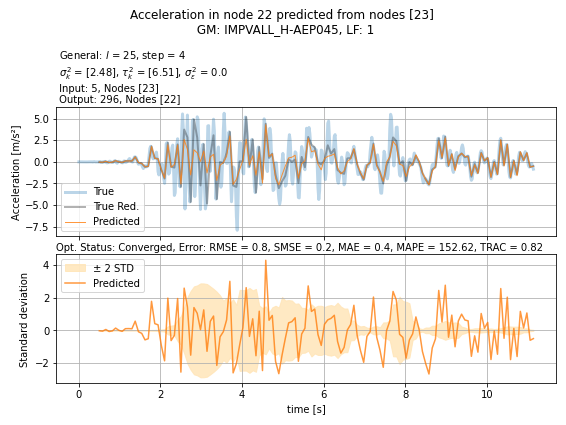 Acceleration in node 22 predicted from nodes [23]
GM: IMPVALL_H-AEP045, LF: 1
General: l = 25, step = 4
σ²ₖ = [2.48], τ²ₖ = [6.51], σ²ₑ = 0.0
Input: 5, Nodes [23]
Output: 296, Nodes [22]
Acceleration [m/s²]
5.0
2.5
0.0
−2.5
−5.0
−7.5
True
True Red.
Predicted
Opt. Status: Converged, Error: RMSE = 0.8, SMSE = 0.2, MAE = 0.4, MAPE = 152.62, TRAC = 0.82
Standard deviation
4
2
0
−2
± 2 STD
Predicted
0 2 4 6 8 10
time [s]